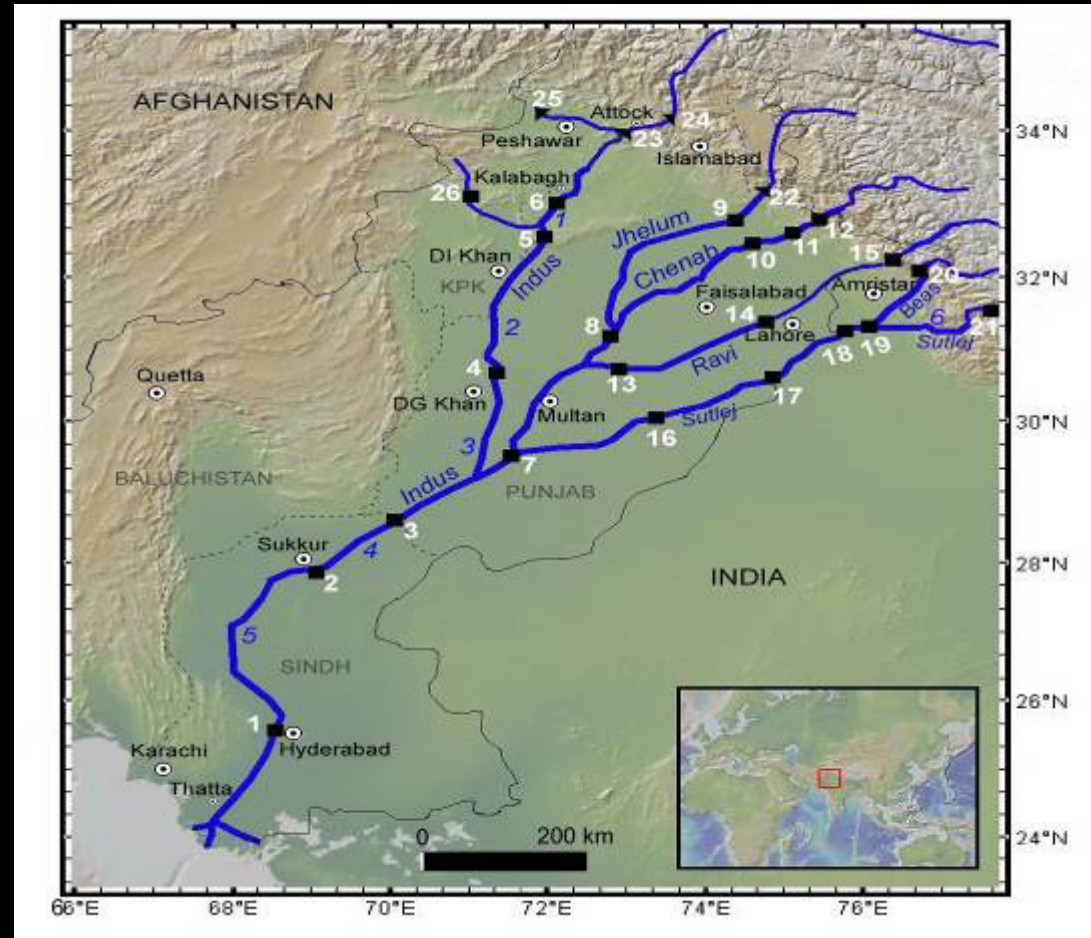 AFGHANISTAN
25
Attock
24
Peshawar
23
34°N
Islamabad
Kalabagh
26
6
1
22
9
12
Jhelum
5
11
10
Chenab
15
DI Khan
Indus
32°N
20
KPK
Faisalabad
Amristar
Beas
2
14
6
21
8
Lahore
18
19
Sutlej
Ravi
4
13
17
Quetta
DG Khan
Multan
Sutlej
30°N
16
3
7
BALUCHISTAN
Indus
PUNJAB
3
Sukkur
4
28°N
2
INDIA
5
SINDH
26°N
1
Hyderabad
Karachi
Thatta
0
200 km
24°N
66°E
68°E
70°E
72°E
74°E
76°E